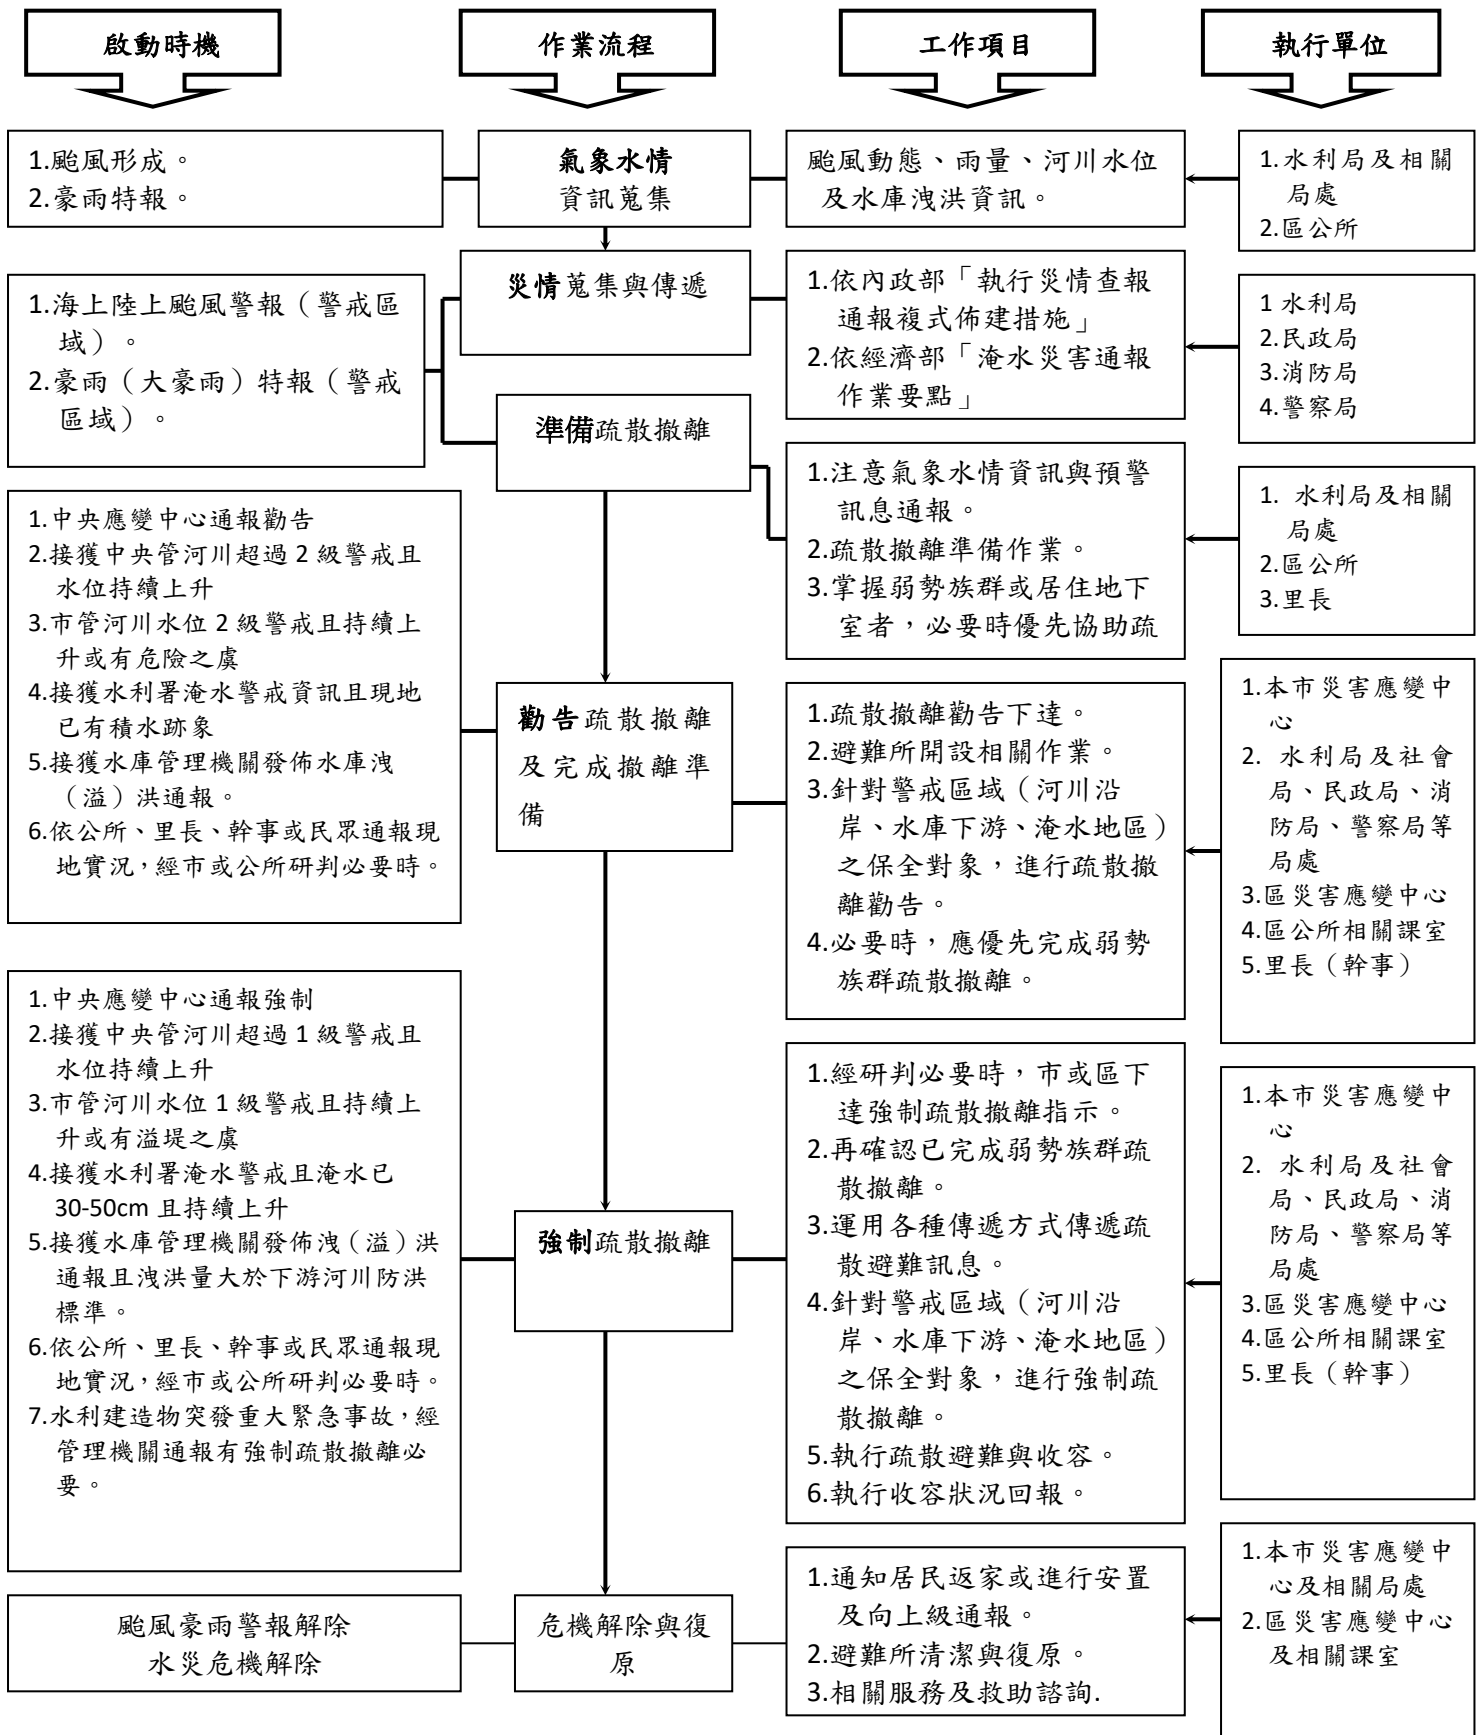 啟動時機
作業流程
工作項目
執行單位
1.颱風形成。
2.豪雨特報。
氣象水情
資訊蒐集
颱風動態、雨量、河川水位
及水庫洩洪資訊。
1.水利局及相關
局處
2.區公所
1.海上陸上颱風警報（警戒區
域）。
2.豪雨（大豪雨）特報（警戒
區域）。
災情蒐集與傳遞
1.依內政部「執行災情查報
通報複式佈建措施」
2.依經濟部「淹水災害通報
作業要點」
1 水利局
2.民政局
3.消防局
4.警察局
準備疏散撤離
1.注意氣象水情資訊與預警
訊息通報。
2.疏散撤離準備作業。
3.掌握弱勢族群或居住地下
室者，必要時優先協助疏
1. 水利局及相關
局處
2.區公所
3.里長
1.中央應變中心通報勸告
2.接獲中央管河川超過 2 級警戒且
水位持續上升
3.市管河川水位 2 級警戒且持續上
升或有危險之虞
4.接獲水利署淹水警戒資訊且現地
已有積水跡象
5.接獲水庫管理機關發佈水庫洩
（溢）洪通報。
6.依公所、里長、幹事或民眾通報現
地實況，經市或公所研判必要時。
勸告疏散撤離
及完成撤離準
備
1.疏散撤離勸告下達。
2.避難所開設相關作業。
3.針對警戒區域（河川沿
岸、水庫下游、淹水地區）
之保全對象，進行疏散撤
離勸告。
4.必要時，應優先完成弱勢
族群疏散撤離。
1.本市災害應變中
心
2. 水利局及社會
局、民政局、消
防局、警察局等
局處
3.區災害應變中心
4.區公所相關課室
5.里長（幹事）
1.中央應變中心通報強制
2.接獲中央管河川超過 1 級警戒且
水位持續上升
3.市管河川水位 1 級警戒且持續上
升或有溢堤之虞
4.接獲水利署淹水警戒且淹水已
30-50cm 且持續上升
5.接獲水庫管理機關發佈洩（溢）洪
通報且洩洪量大於下游河川防洪
標準。
6.依公所、里長、幹事或民眾通報現
地實況，經市或公所研判必要時。
7.水利建造物突發重大緊急事故，經
管理機關通報有強制疏散撤離必
要。
強制疏散撤離
1.經研判必要時，市或區下
達強制疏散撤離指示。
2.再確認已完成弱勢族群疏
散撤離。
3.運用各種傳遞方式傳遞疏
散避難訊息。
4.針對警戒區域（河川沿
岸、水庫下游、淹水地區）
之保全對象，進行強制疏
散撤離。
5.執行疏散避難與收容。
6.執行收容狀況回報。
1.本市災害應變中
心
2. 水利局及社會
局、民政局、消
防局、警察局等
局處
3.區災害應變中心
4.區公所相關課室
5.里長（幹事）
颱風豪雨警報解除
水災危機解除
危機解除與復
原
1.通知居民返家或進行安置
及向上級通報。
2.避難所清潔與復原。
3.相關服務及救助諮詢.
1.本市災害應變中
心及相關局處
2.區災害應變中心
及相關課室